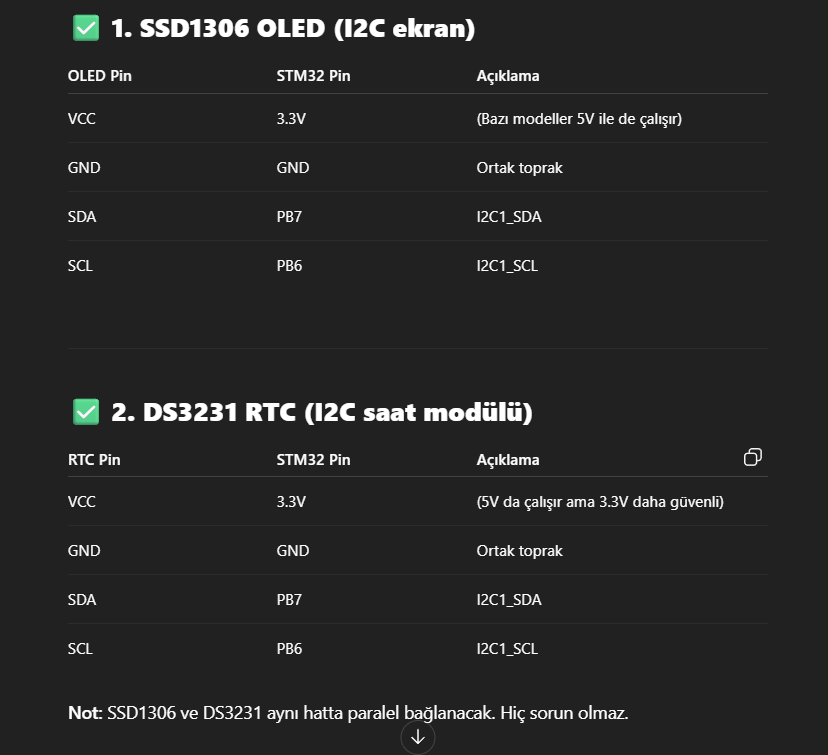 ✅ 1. SSD1306 OLED (I2C ekran)
OLED Pin STM32 Pin Açıklama
VCC 3.3V (Bazı modeller 5V ile de çalışır)
GND GND Ortak toprak
SDA PB7 I2C1_SDA
SCL PB6 I2C1_SCL
✅ 2. DS3231 RTC (I2C saat modülü)
RTC Pin STM32 Pin Açıklama
VCC 3.3V (5V da çalışır ama 3.3V daha güvenli)
GND GND Ortak toprak
SDA PB7 I2C1_SDA
SCL PB6 I2C1_SCL
Not: SSD1306 ve DS3231 aynı hatta paralel bağlanacak. Hiç sorun olmaz.